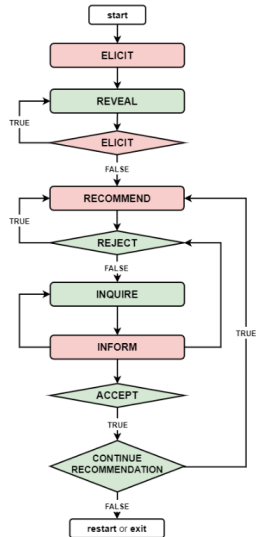 start
ELICIT
REVEAL
TRUE
ELICIT
FALSE
RECOMMEND
TRUE
REJECT
FALSE
INQUIRE
TRUE
INFORM
ACCEPT
TRUE
CONTINUE
RECOMMENDATION
FALSE
restart or exit